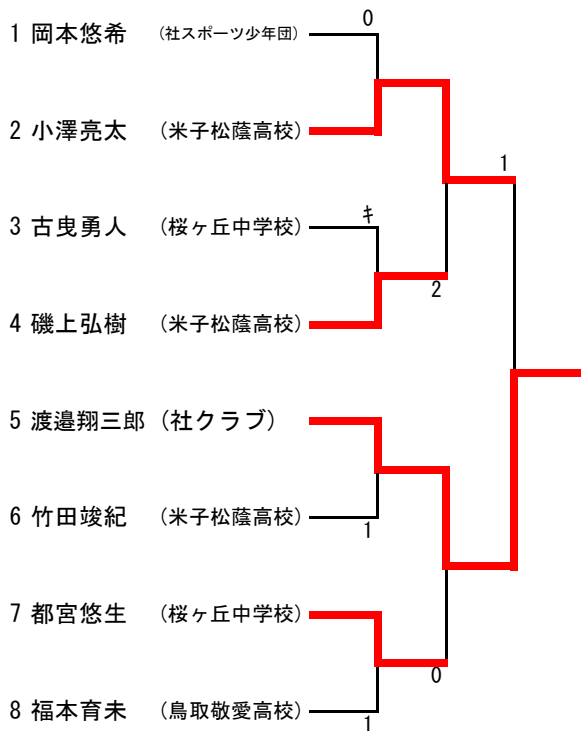 0
1 岡本悠希 (社スポーツ少年団)
2 小澤亮太 (米子松蔭高校)
1
キ
3 古曳勇人 (桜ヶ丘中学校)
2
4 磯上弘樹 (米子松蔭高校)
5 渡邉翔三郎 (社クラブ)
6 竹田竣紀 (米子松蔭高校)
1
7 都宮悠生 (桜ヶ丘中学校)
0
8 福本育未 (鳥取敬愛高校)
1